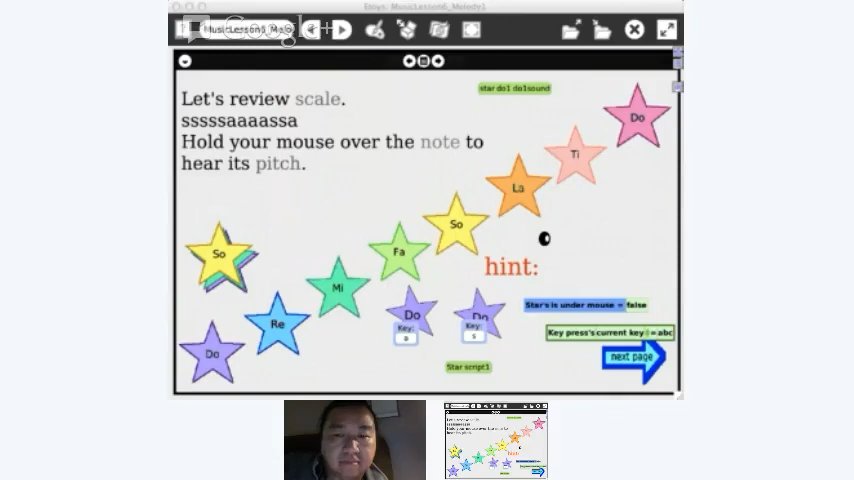 Etoys: MusicLesson6_Melody1
MusicLesson6_Melo
Google+
star do1 do1sound
Let's review scale.
sssssaaaassa
Hold your mouse over the note to
hear its pitch.
Do
Ti
La
So
Fa
Mi
Re
Do
So
hint:
Do
Key:
a
Do
Key:
s
Star's is under mouse = false
Key press's current key = abc
next page
Star script1